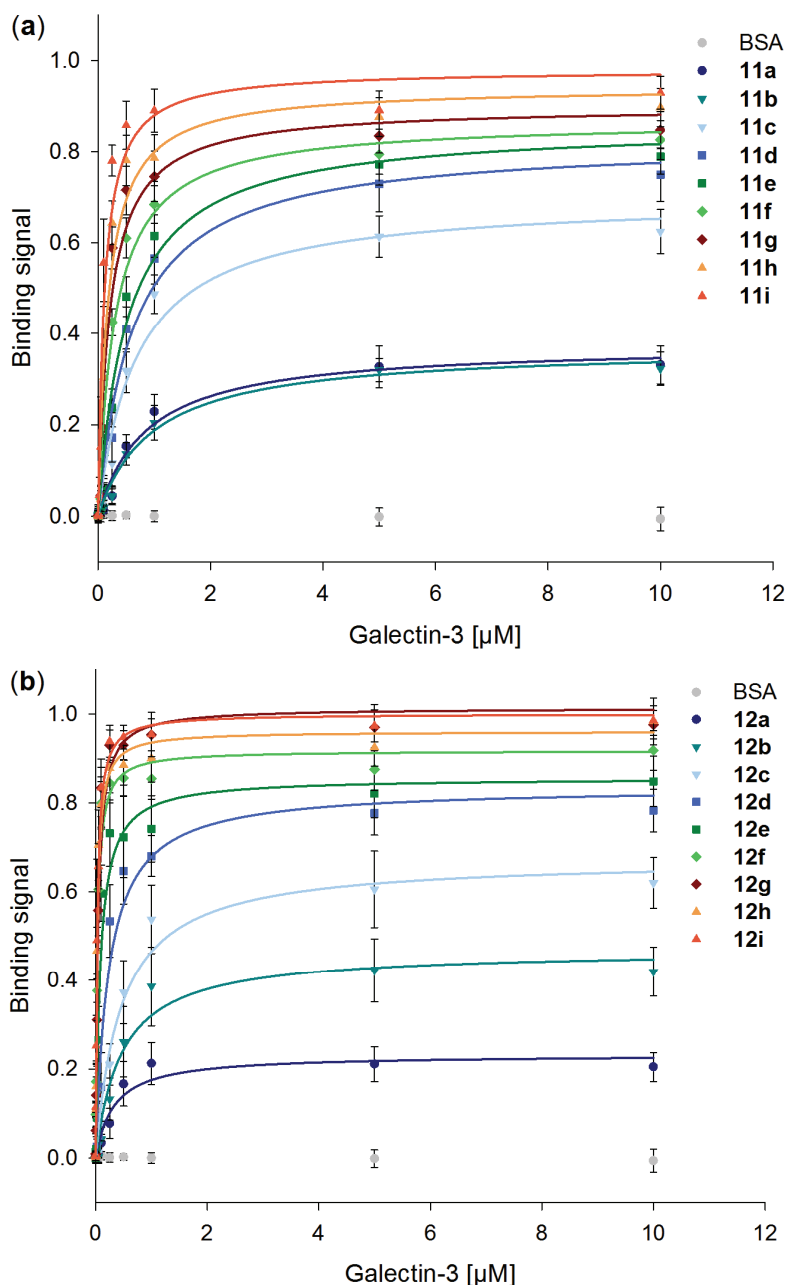 (a)
BSA
11a
11b
11c
11d
11e
11f
11g
11h
11i
1.0
0.8
0.6
0.4
0.2
0.0
Binding signal
0 2 4 6 8 10 12
Galectin-3 [µM]
(b)
BSA
12a
12b
12c
12d
12e
12f
12g
12h
12i
1.0
0.8
0.6
0.4
0.2
0.0
Binding signal
0 2 4 6 8 10 12
Galectin-3 [µM]